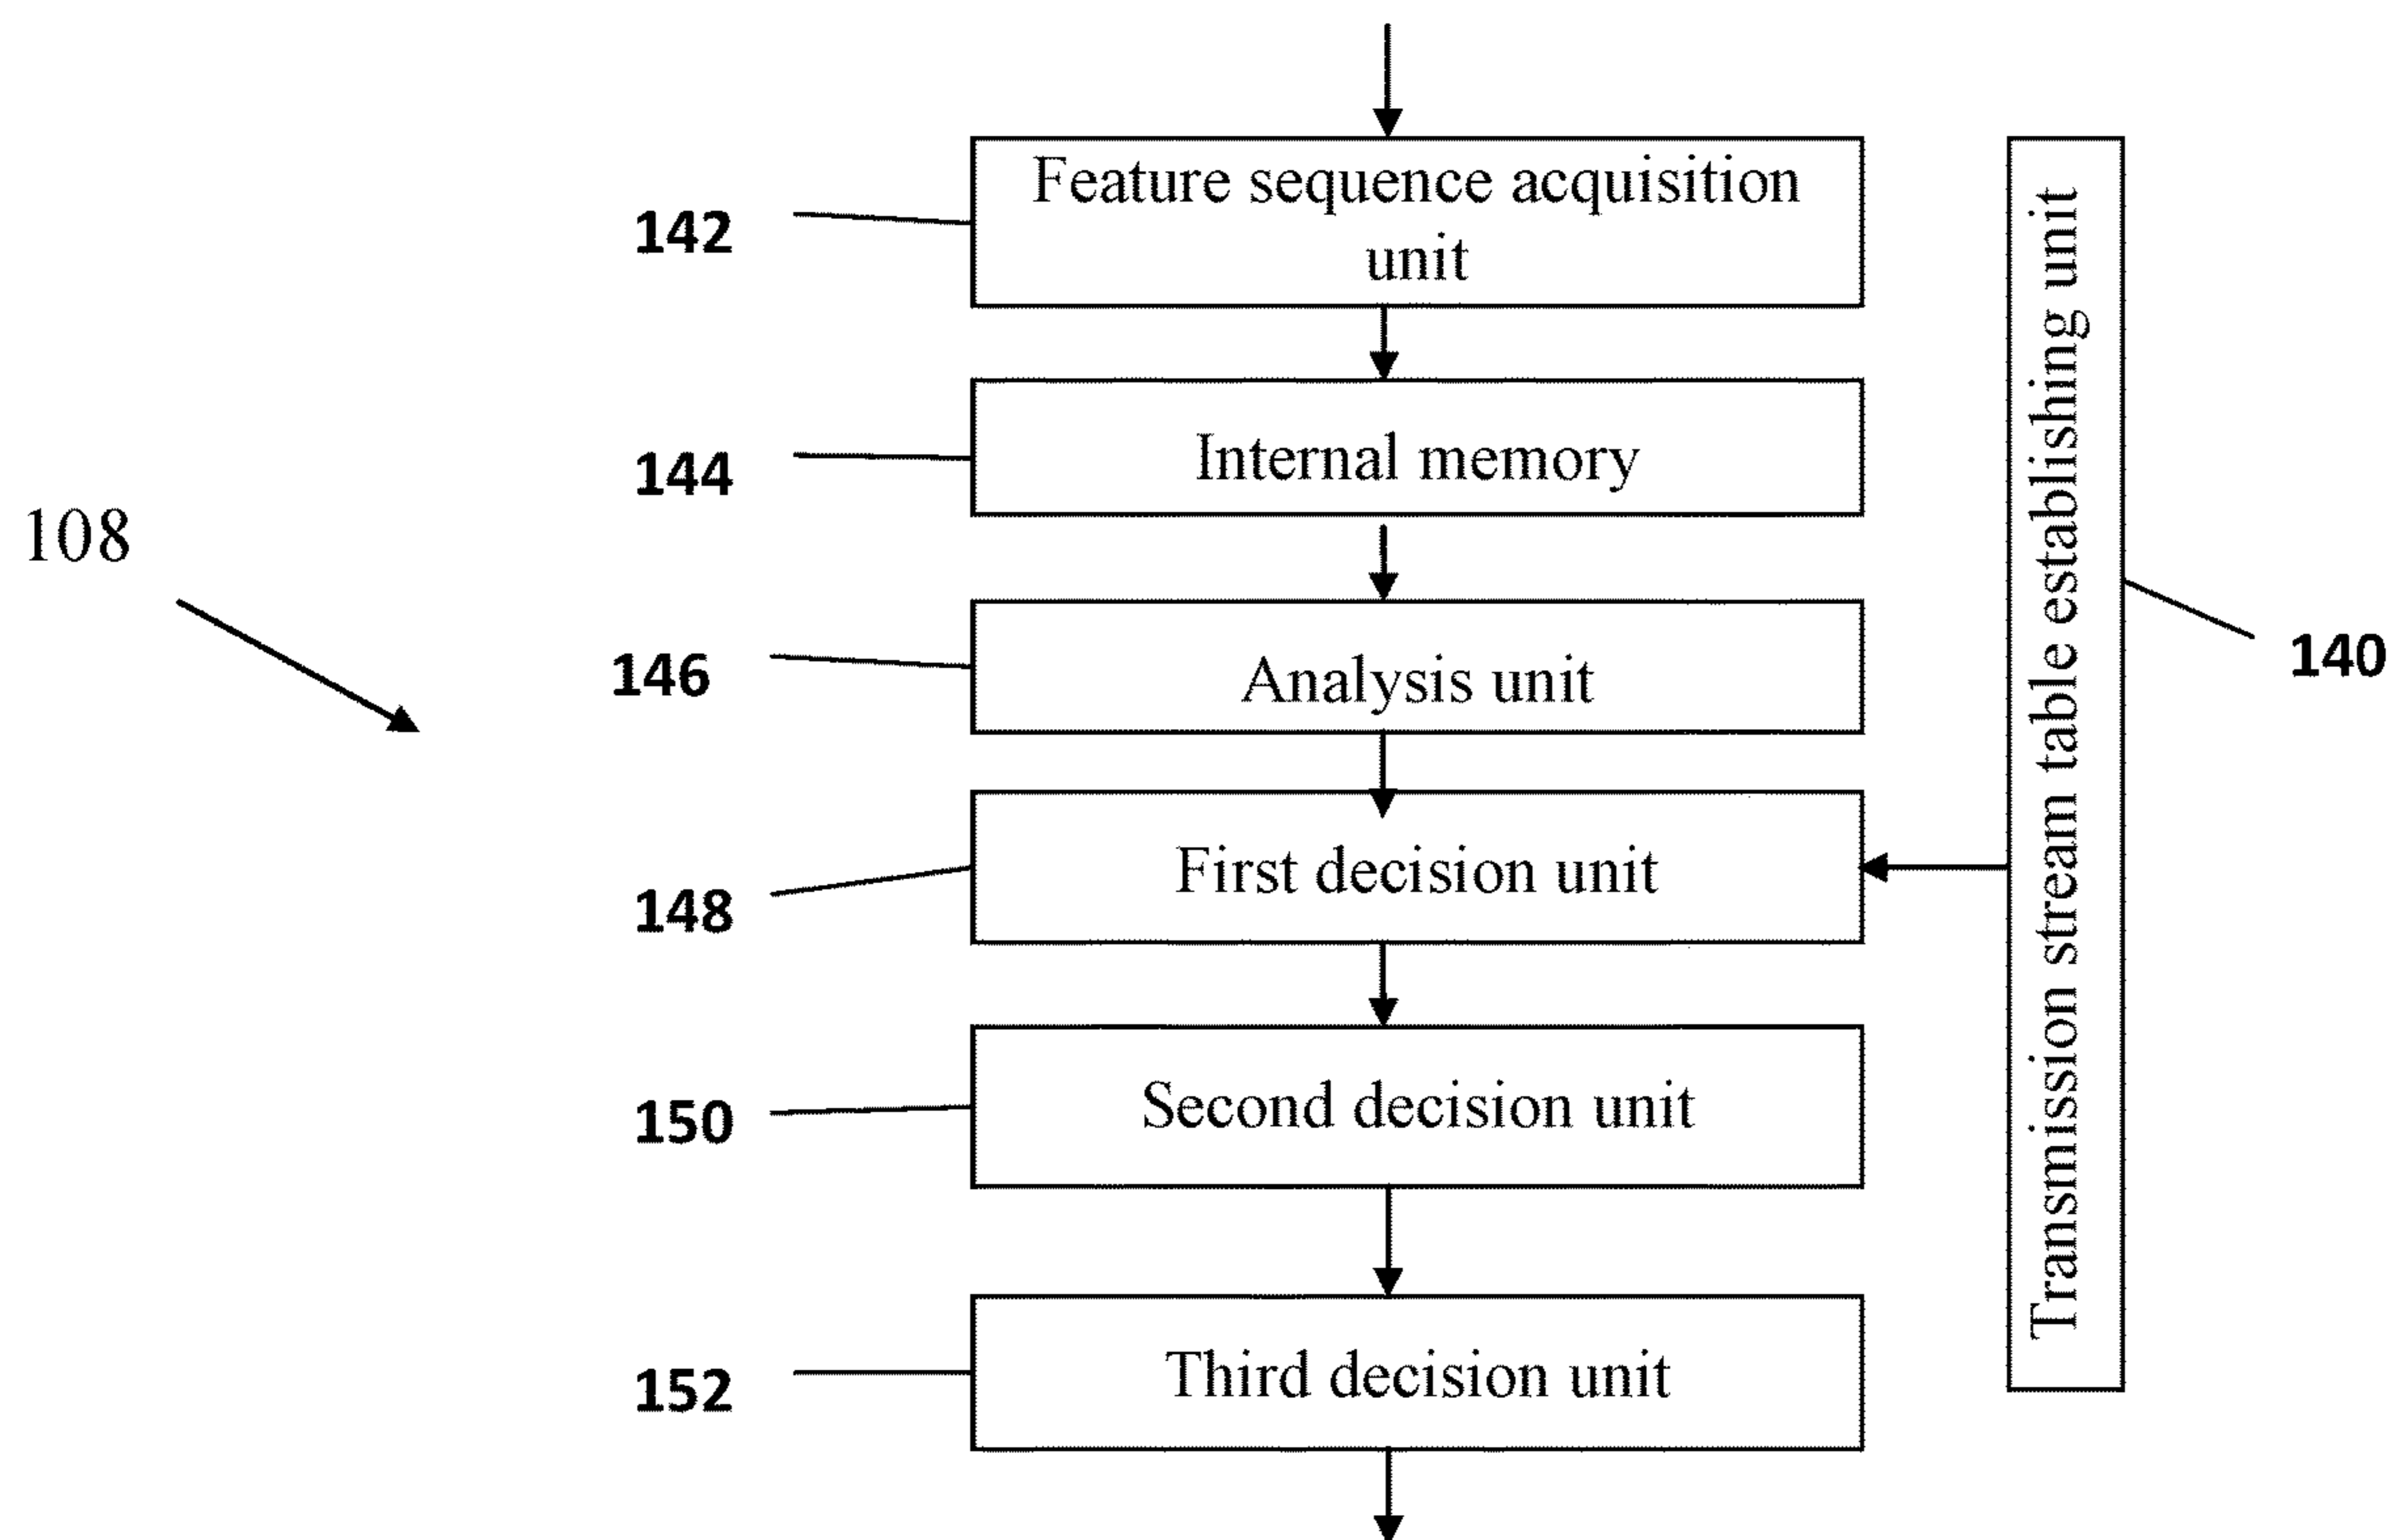 142
Feature sequence acquisition
unit
144
Internal memory
108
146
Analysis unit
148
First decision unit
150
Second decision unit
152
Third decision unit
Transmission stream table establishing unit
140